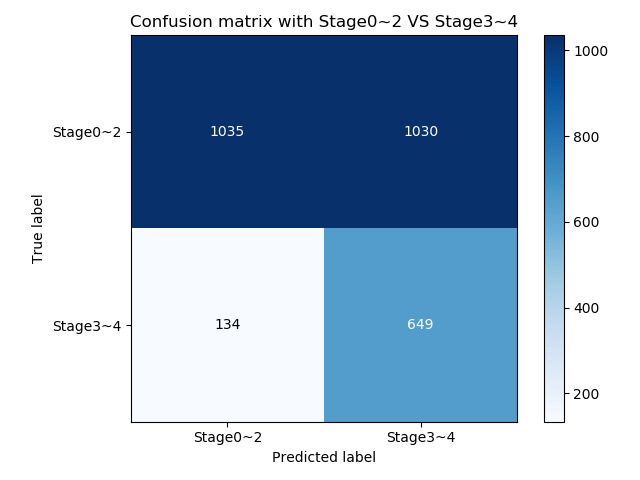 Confusion matrix with Stage0~2 VS Stage3~4
Stage0~2
1035
1030
Stage3~4
134
649
Stage0~2
Stage3~4
Predicted label
True label
1000
800
600
400
200